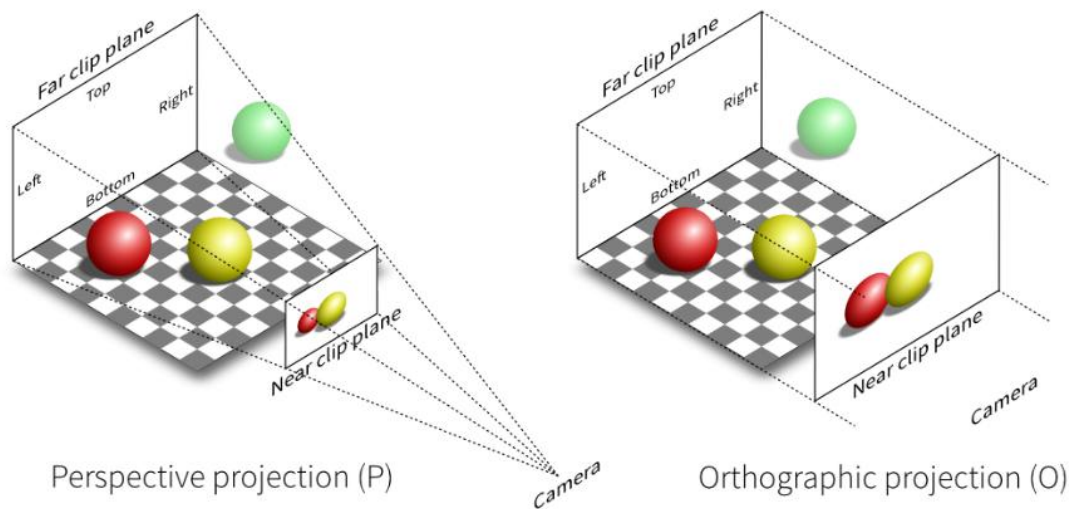 Far clip plane
Top
Right
Left
Bottom
Near clip plane
Camera
Perspective projection (P)
Far clip plane
Top
Right
Left
Bottom
Near clip plane
Camera
Orthographic projection (O)